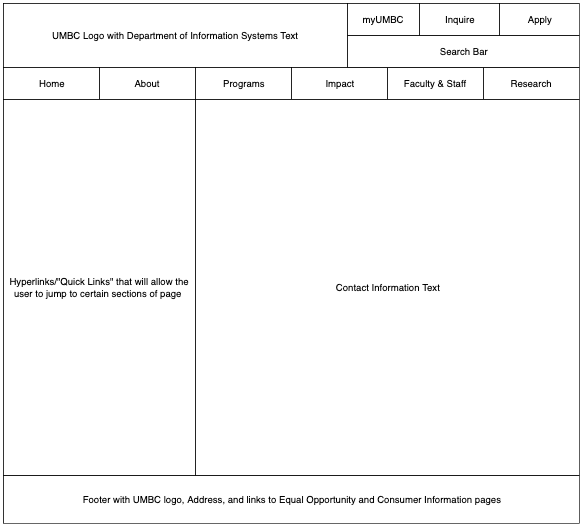 UMBC Logo with Department of Information Systems Text
myUMBC
Inquire
Apply
Search Bar
Home
About
Programs
Impact
Faculty & Staff
Research
Hyperlinks/"Quick Links" that will allow the
user to jump to certain sections of page
Contact Information Text
Footer with UMBC logo, Address, and links to Equal Opportunity and Consumer Information pages